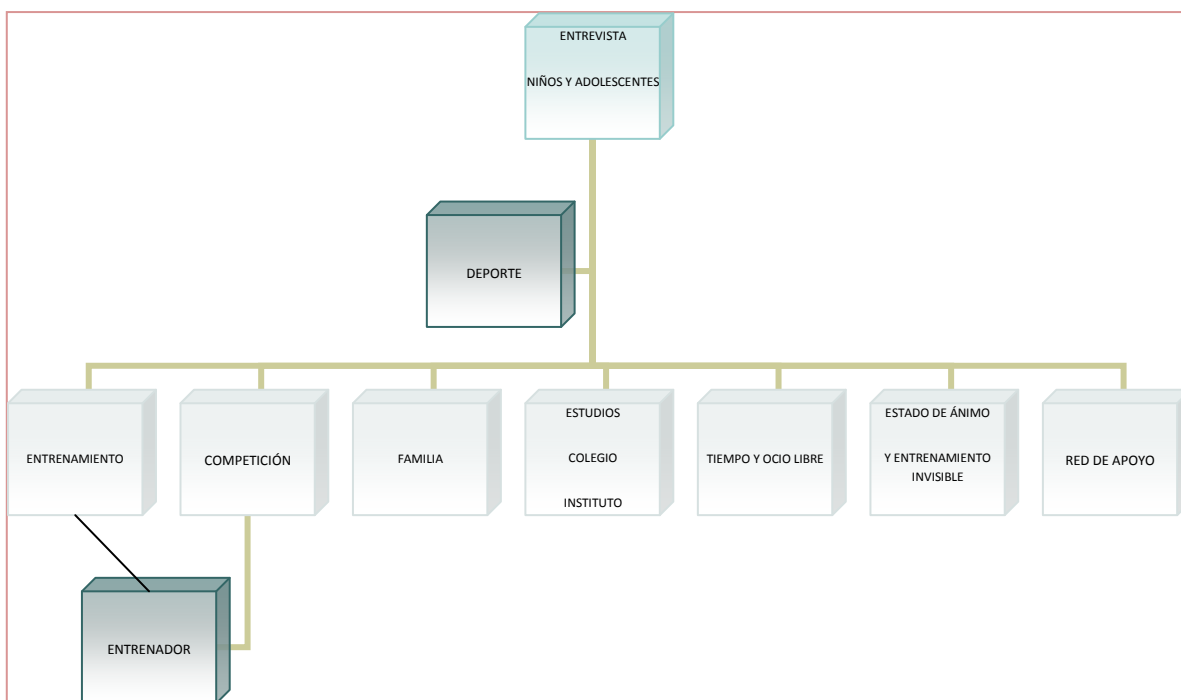 ENTREVISTA
NIÑOS Y ADOLESCENTES
DEPORTE
ENTRENAMIENTO
COMPETICIÓN
FAMILIA
ESTUDIOS
COLEGIO
INSTITUTO
TIEMPO Y OCIO LIBRE
ESTADO DE ÁNIMO
Y ENTRENAMIENTO
INVISIBLE
RED DE APOYO
ENTRENADOR